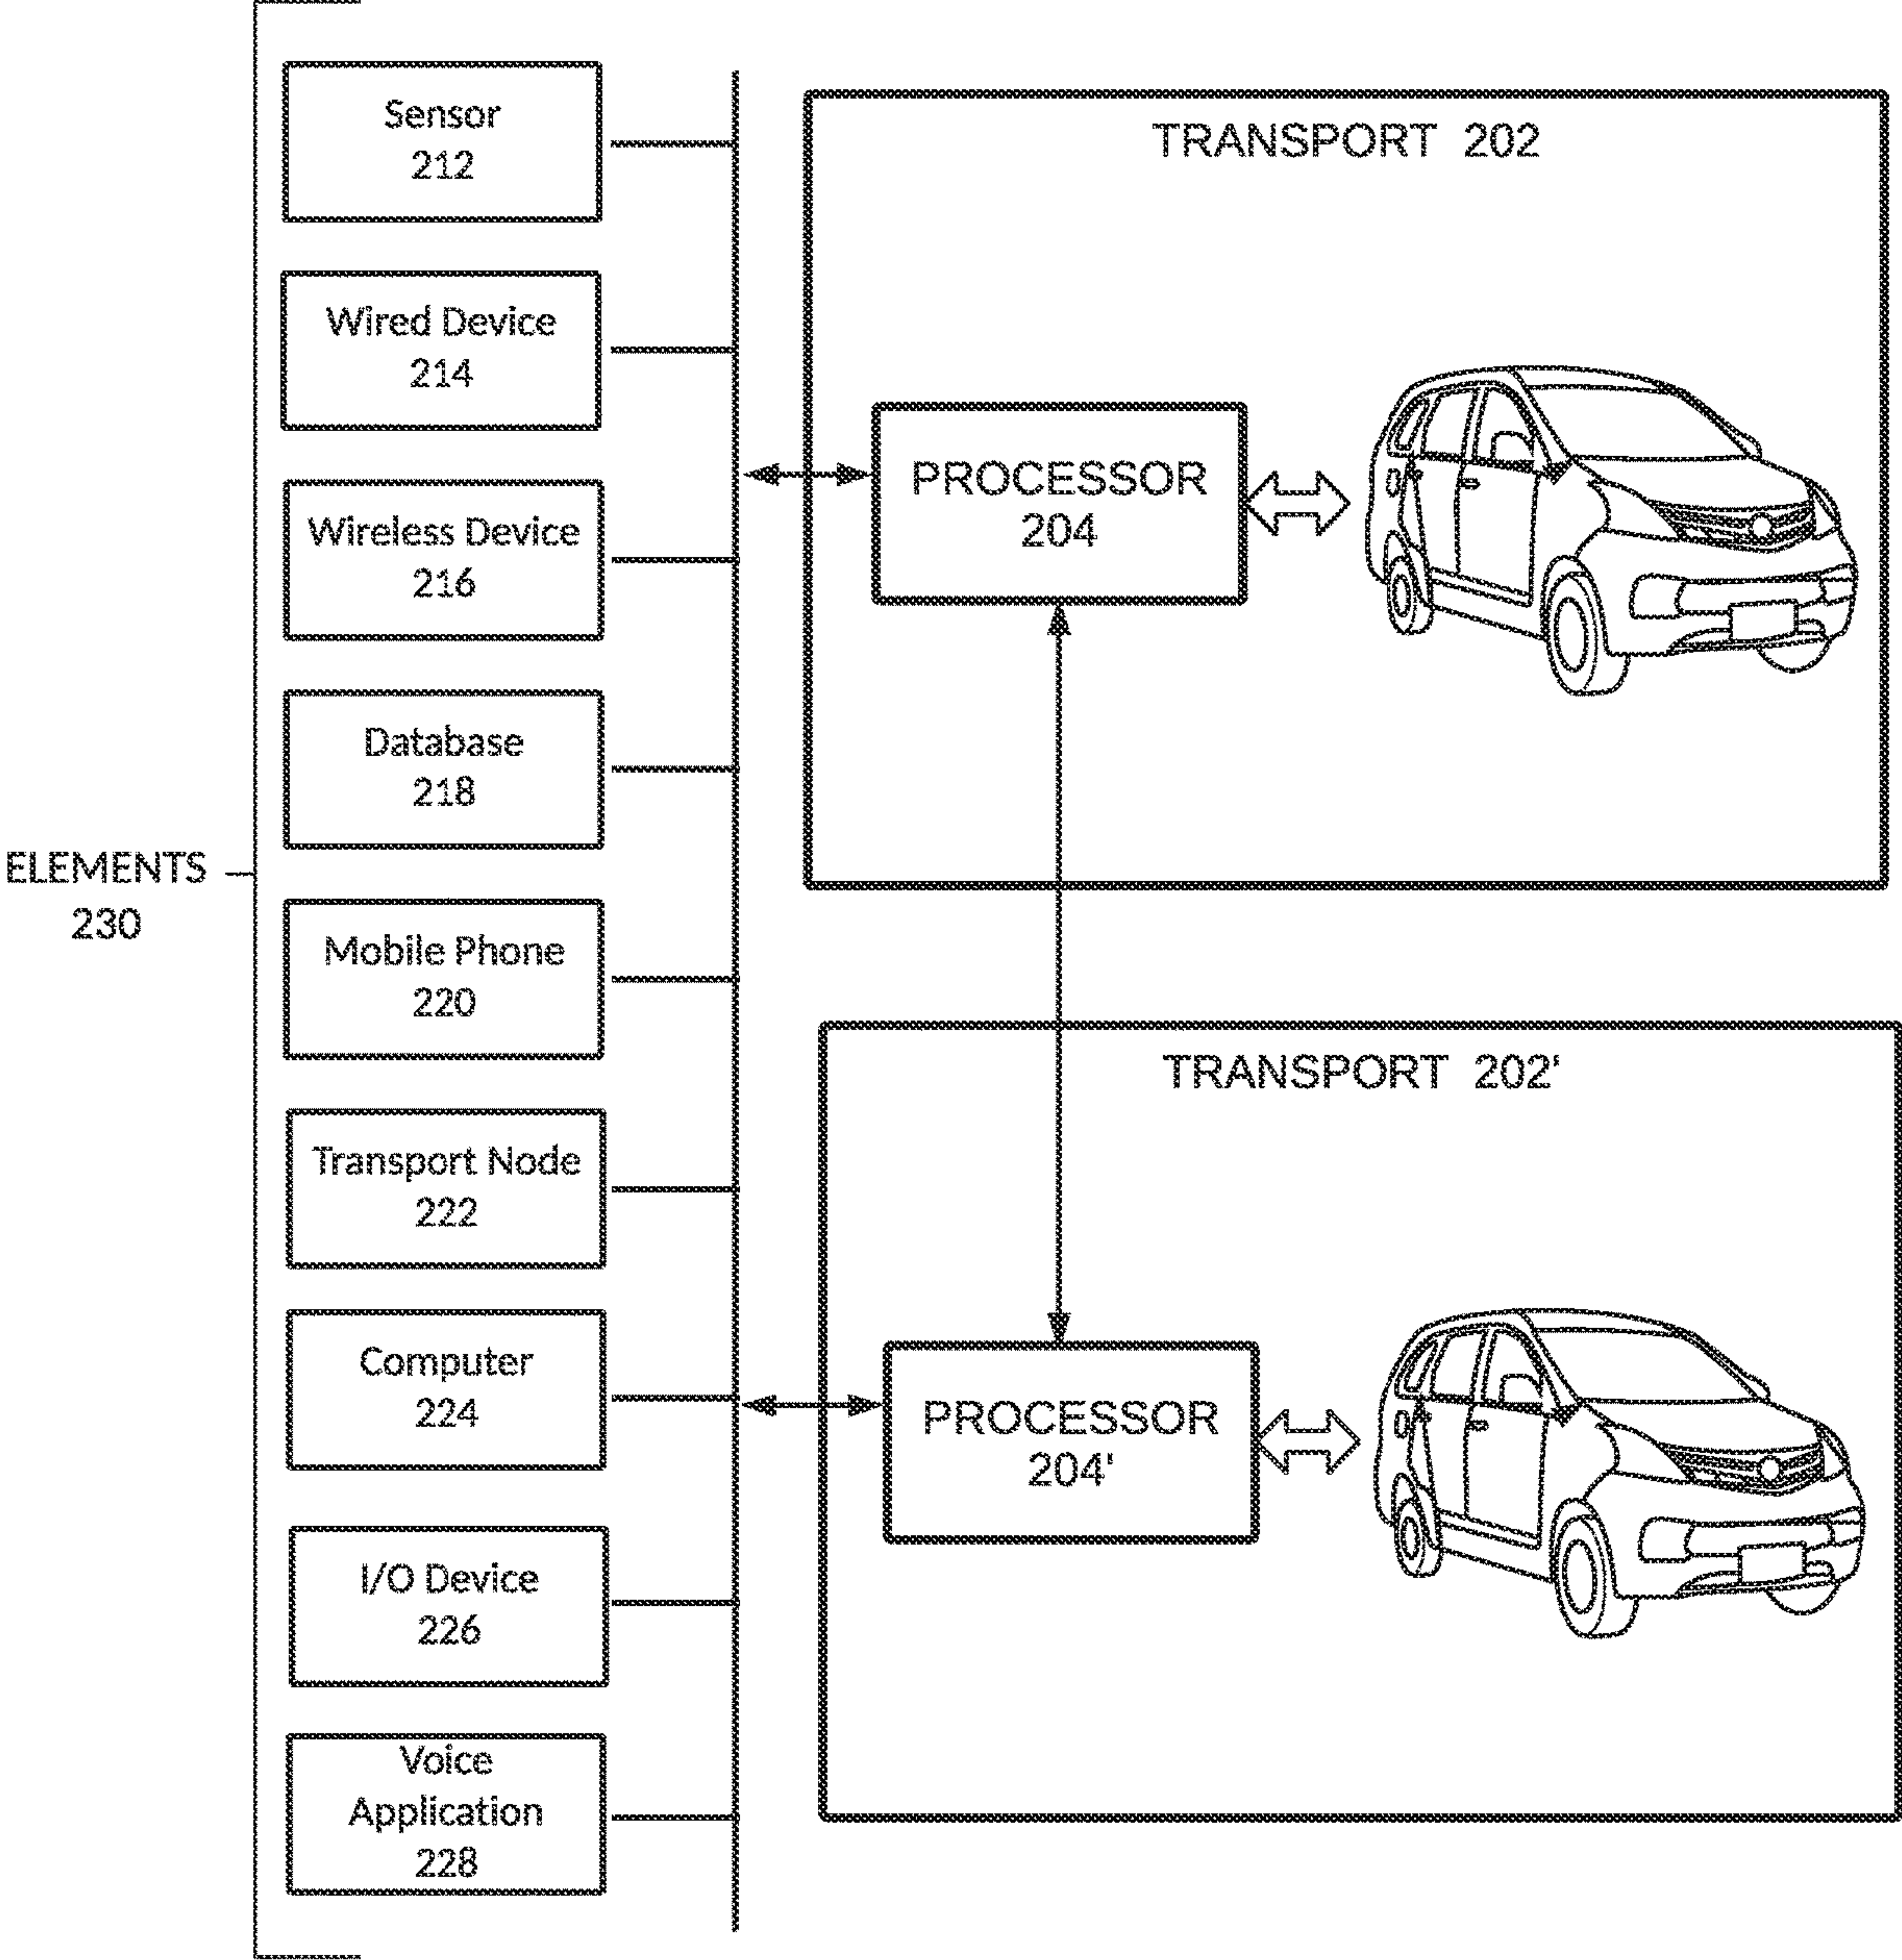 Sensor
212
Wired Device
214
Wireless Device
216
Database
218
ELEMENTS
230
Mobile Phone
220
Transport Node
222
Computer
224
I/O Device
226
Voice
Application
228
TRANSPORT 202
PROCESSOR
204
TRANSPORT 202'
PROCESSOR
204'